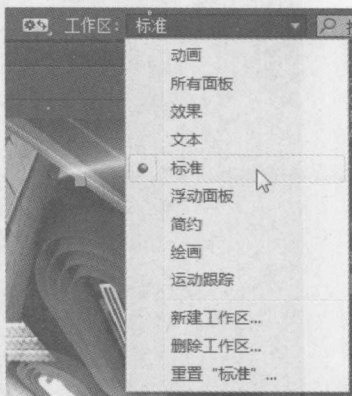 工作区： 标准
动画
所有面板
效果
文本
标准
浮动面板
简约
绘画
运动跟踪
新建工作区...
删除工作区...
重置“标准”...